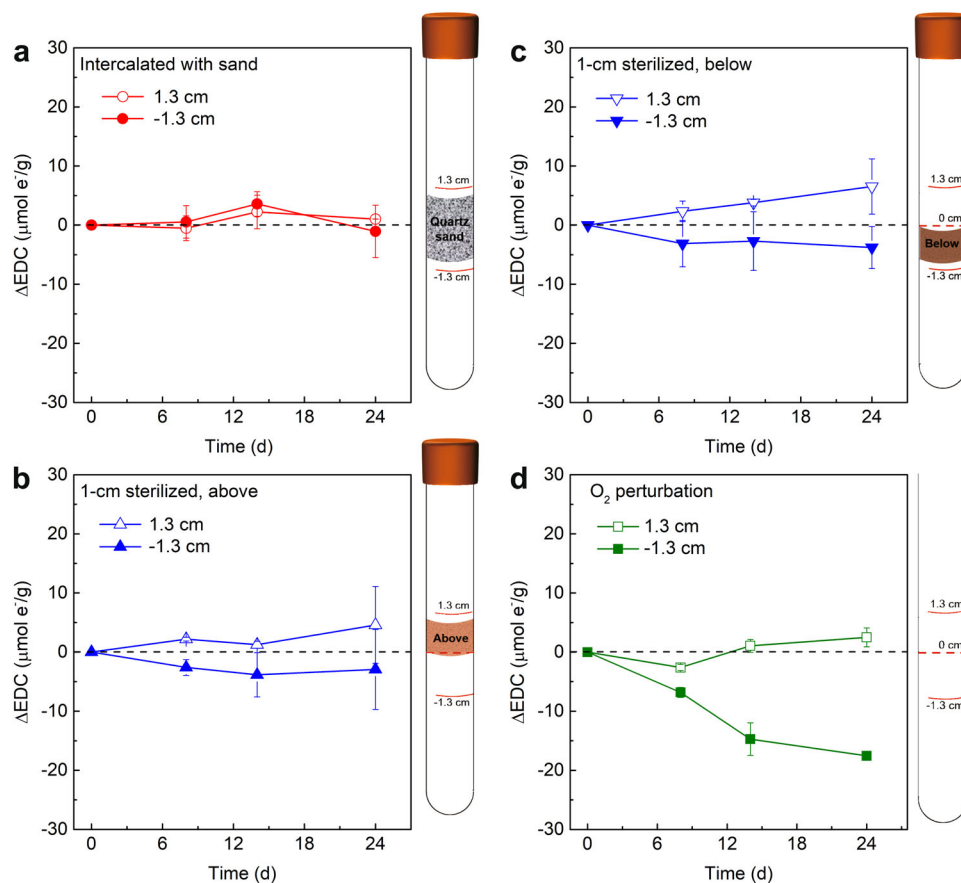 a
Intercalated with sand
1.3 cm
-1.3 cm
30
20
10
0
-10
-20
-30
ΔEDC (μmol e⁻/g)
0 6 12 18 24
Time (d)
1.3 cm
Quartz
sand
-1.3 cm
c
1-cm sterilized, below
1.3 cm
-1.3 cm
30
20
10
0
-10
-20
-30
ΔEDC (μmol e⁻/g)
0 6 12 18 24
Time (d)
1.3 cm
0 cm
Below
-1.3 cm
b
1-cm sterilized, above
1.3 cm
-1.3 cm
30
20
10
0
-10
-20
-30
ΔEDC (μmol e⁻/g)
0 6 12 18 24
Time (d)
1.3 cm
Above
-1.3 cm
d
O₂ perturbation
1.3 cm
-1.3 cm
30
20
10
0
-10
-20
-30
ΔEDC (μmol e⁻/g)
0 6 12 18 24
Time (d)
1.3 cm
0 cm
-1.3 cm